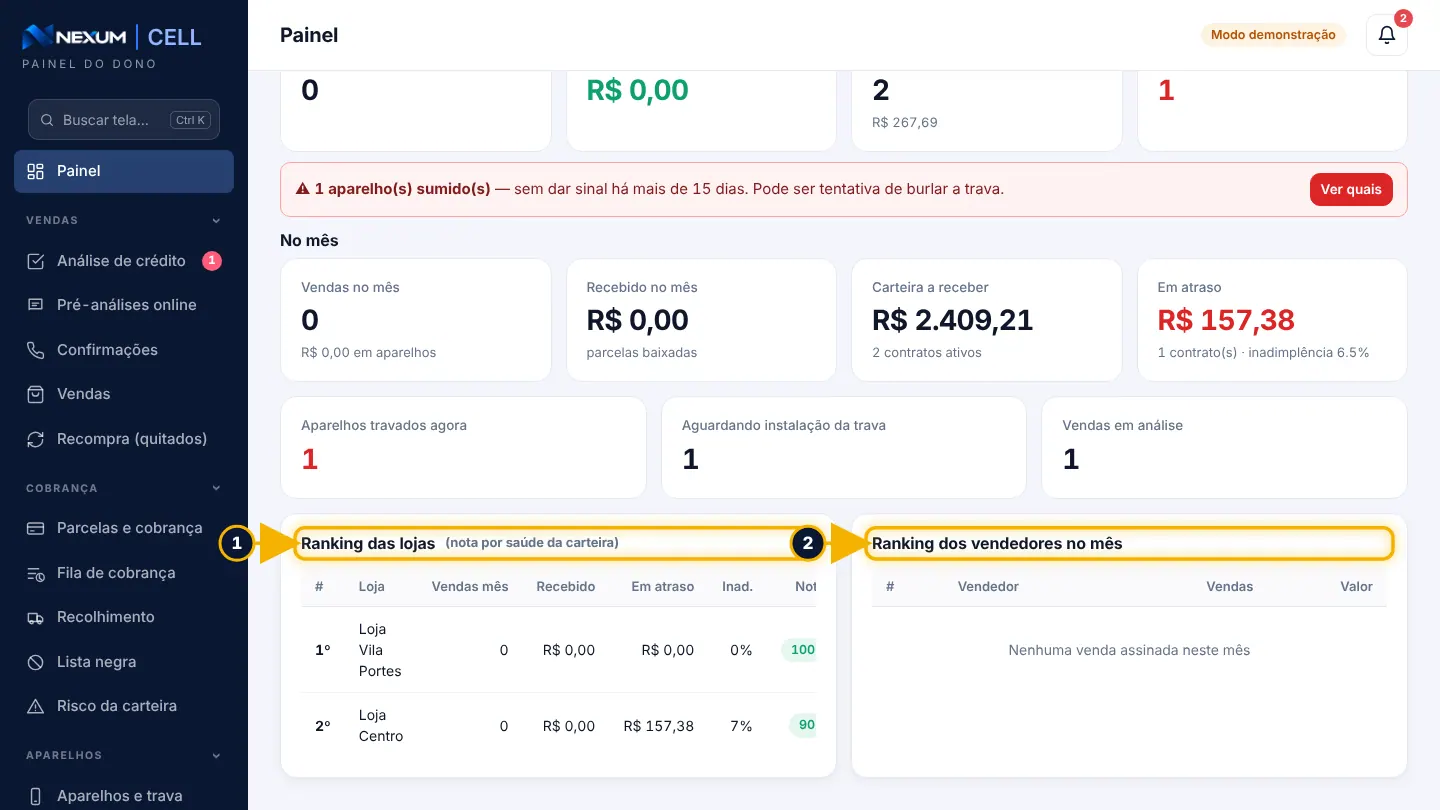 NEXUM | CELL
PAINEL DO DONO
Buscar tela... Ctrl K
Painel
VENDAS
Análise de crédito 1
Pré-análises online
Confirmações
Vendas
Recompra (quitados)
COBRANÇA
Parcelas e cobrança
Fila de cobrança
Recolhimento
Lista negra
Risco da carteira
APARELHOS
Aparelhos e trava
Painel
Modo demonstração
2
0
R$ 0,00
2
R$ 267,69
1
1 aparelho(s) sumido(s) — sem dar sinal há mais de 15 dias. Pode ser tentativa de burlar a trava.
Ver quais
No mês
Vendas no mês
0
R$ 0,00 em aparelhos
Recebido no mês
R$ 0,00
parcelas baixadas
Carteira a receber
R$ 2.409,21
2 contratos ativos
Em atraso
R$ 157,38
1 contrato(s) · inadimplência 6.5%
Aparelhos travados agora
1
Aguardando instalação da trava
1
Vendas em análise
1
1
Ranking das lojas (nota por saúde da carteira)
# Loja Vendas mês Recebido Em atraso Inad. Not
1º Loja Vila Portes 0 R$ 0,00 R$ 0,00 0% 100
2º Loja Centro 0 R$ 0,00 R$ 157,38 7% 90
2
Ranking dos vendedores no mês
# Vendedor Vendas Valor
Nenhuma venda assinada neste mês